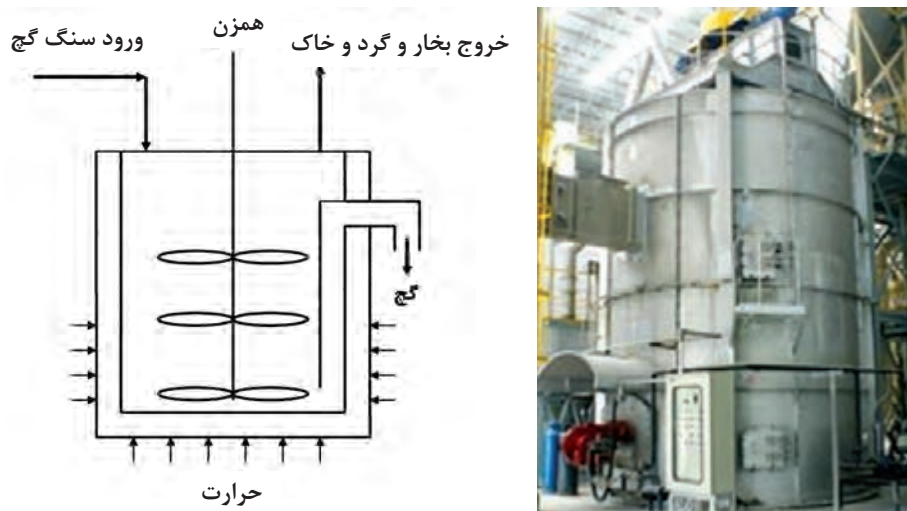 ورود سنگ گچ
همزن
خروج بخار و گرد و خاک
گچ
حرارت